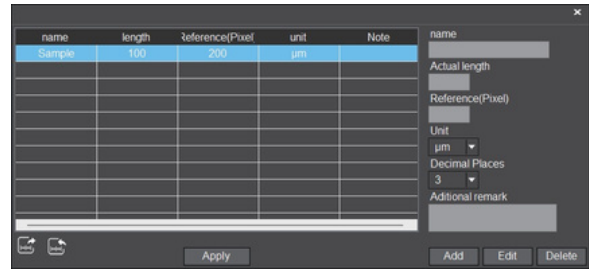 ×
name length Reference(Pixel unit Note
Sample 100 200 µm
Apply
name
Actual length
Reference(Pixel)
Unit
µm
Decimal Places
3
Aditional remark
Add Edit Delete